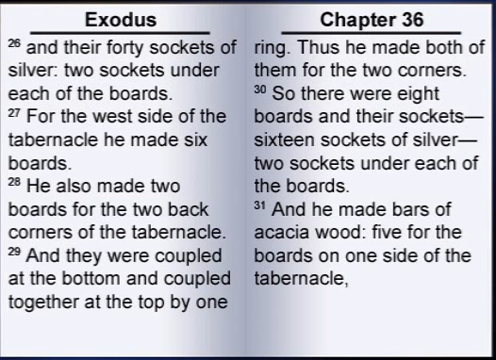 Exodus
²⁶ and their forty sockets of
silver: two sockets under
each of the boards.
²⁷ For the west side of the
tabernacle he made six
boards.
²⁸ He also made two
boards for the two back
corners of the tabernacle.
²⁹ And they were coupled
at the bottom and coupled
together at the top by one
Chapter 36
ring. Thus he made both of
them for the two corners.
³⁰ So there were eight
boards and their sockets—
sixteen sockets of silver—
two sockets under each of
the boards.
³¹ And he made bars of
acacia wood: five for the
boards on one side of the
tabernacle,